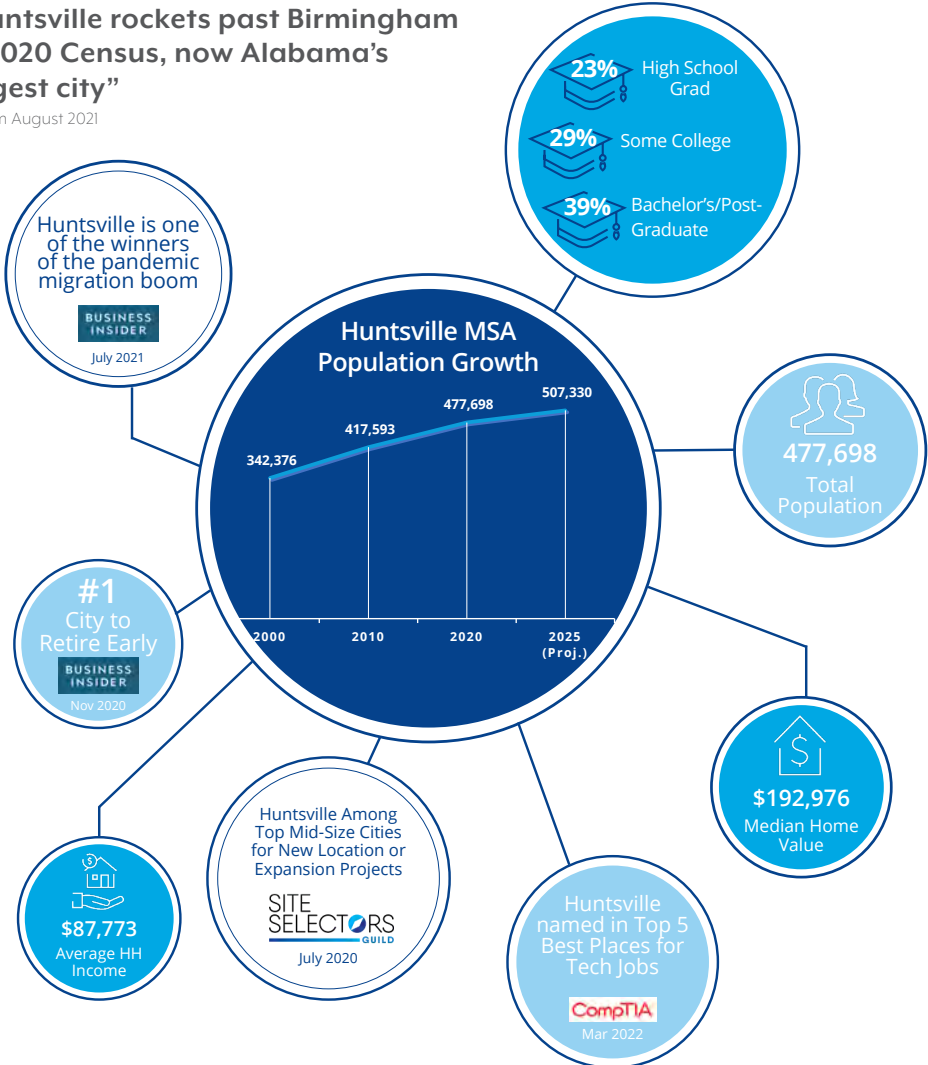 untsville rockets past Birmingham
020 Census, now Alabama's
gest city”
August 2021
23% High School
Grad
29% Some College
39% Bachelor's/Post-
Graduate
Huntsville is one
of the winners
of the pandemic
migration boom
BUSINESS
INSIDER
July 2021
Huntsville MSA
Population Growth
342,376
417,593
477,698
507,330
2000 2010 2020 2025
(Proj.)
477,698
Total
Population
#1
City to
Retire Early
BUSINESS
INSIDER
Nov 2020
$192,976
Median Home
Value
$87,773
Average HH
Income
Huntsville Among
Top Mid-Size Cities
for New Location or
Expansion Projects
SITE
SELECTORS
GUILD
July 2020
Huntsville
named in Top 5
Best Places for
Tech Jobs
CompTIA
Mar 2022